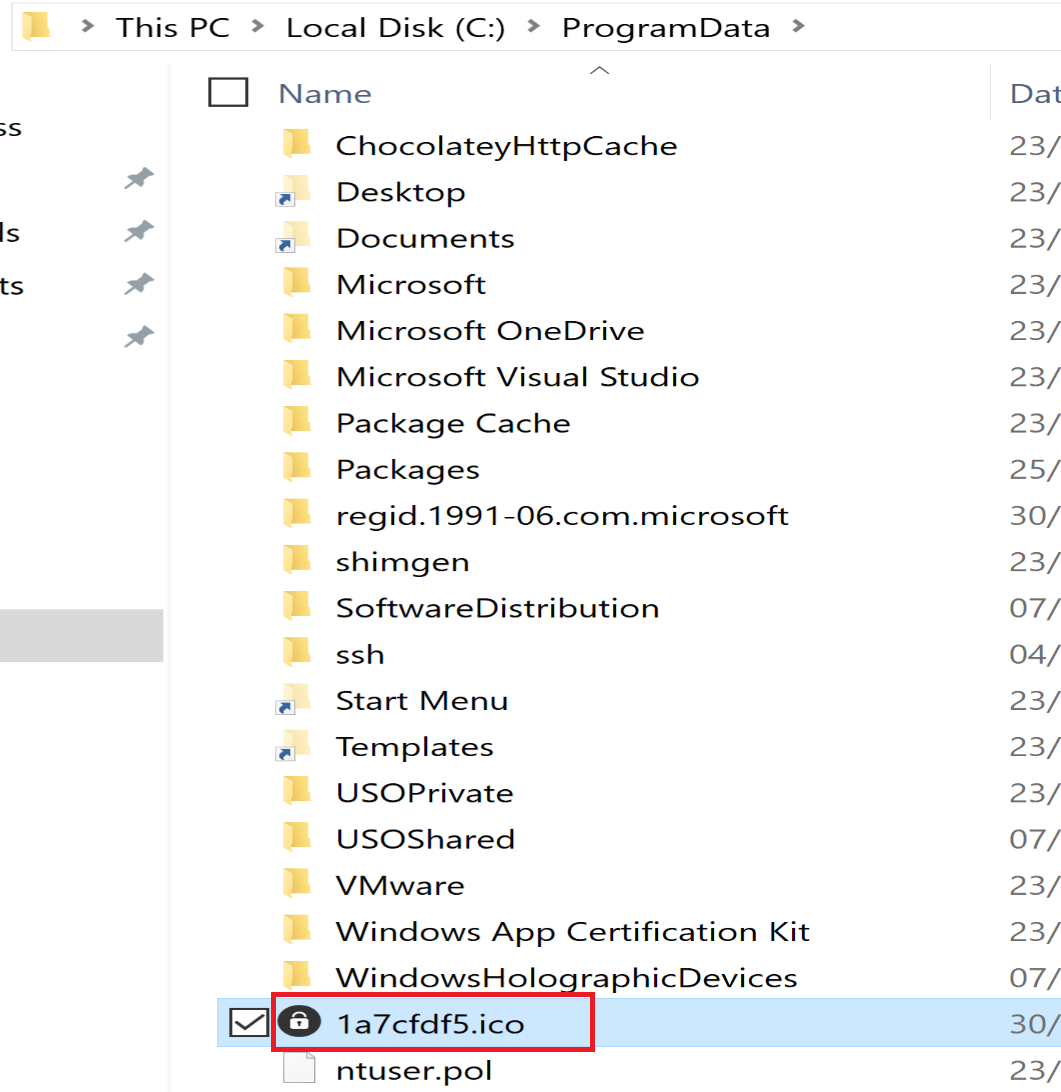 This PC > Local Disk (C:) > ProgramData >
Name Dat
ss
ChocolateyHttpCache 23/
Desktop 23/
ls
Documents 23/
ts
Microsoft 23/
Microsoft OneDrive 23/
Microsoft Visual Studio 23/
Package Cache 23/
Packages 25/
regid.1991-06.com.microsoft 30/
shimgen 23/
SoftwareDistribution 07/
ssh 04/
Start Menu 23/
Templates 23/
USOPrivate 23/
USOShared 07/
VMware 23/
Windows App Certification Kit 23/
WindowsHolographicDevices 07/
1a7cfdf5.ico 30/
ntuser.pol 23/